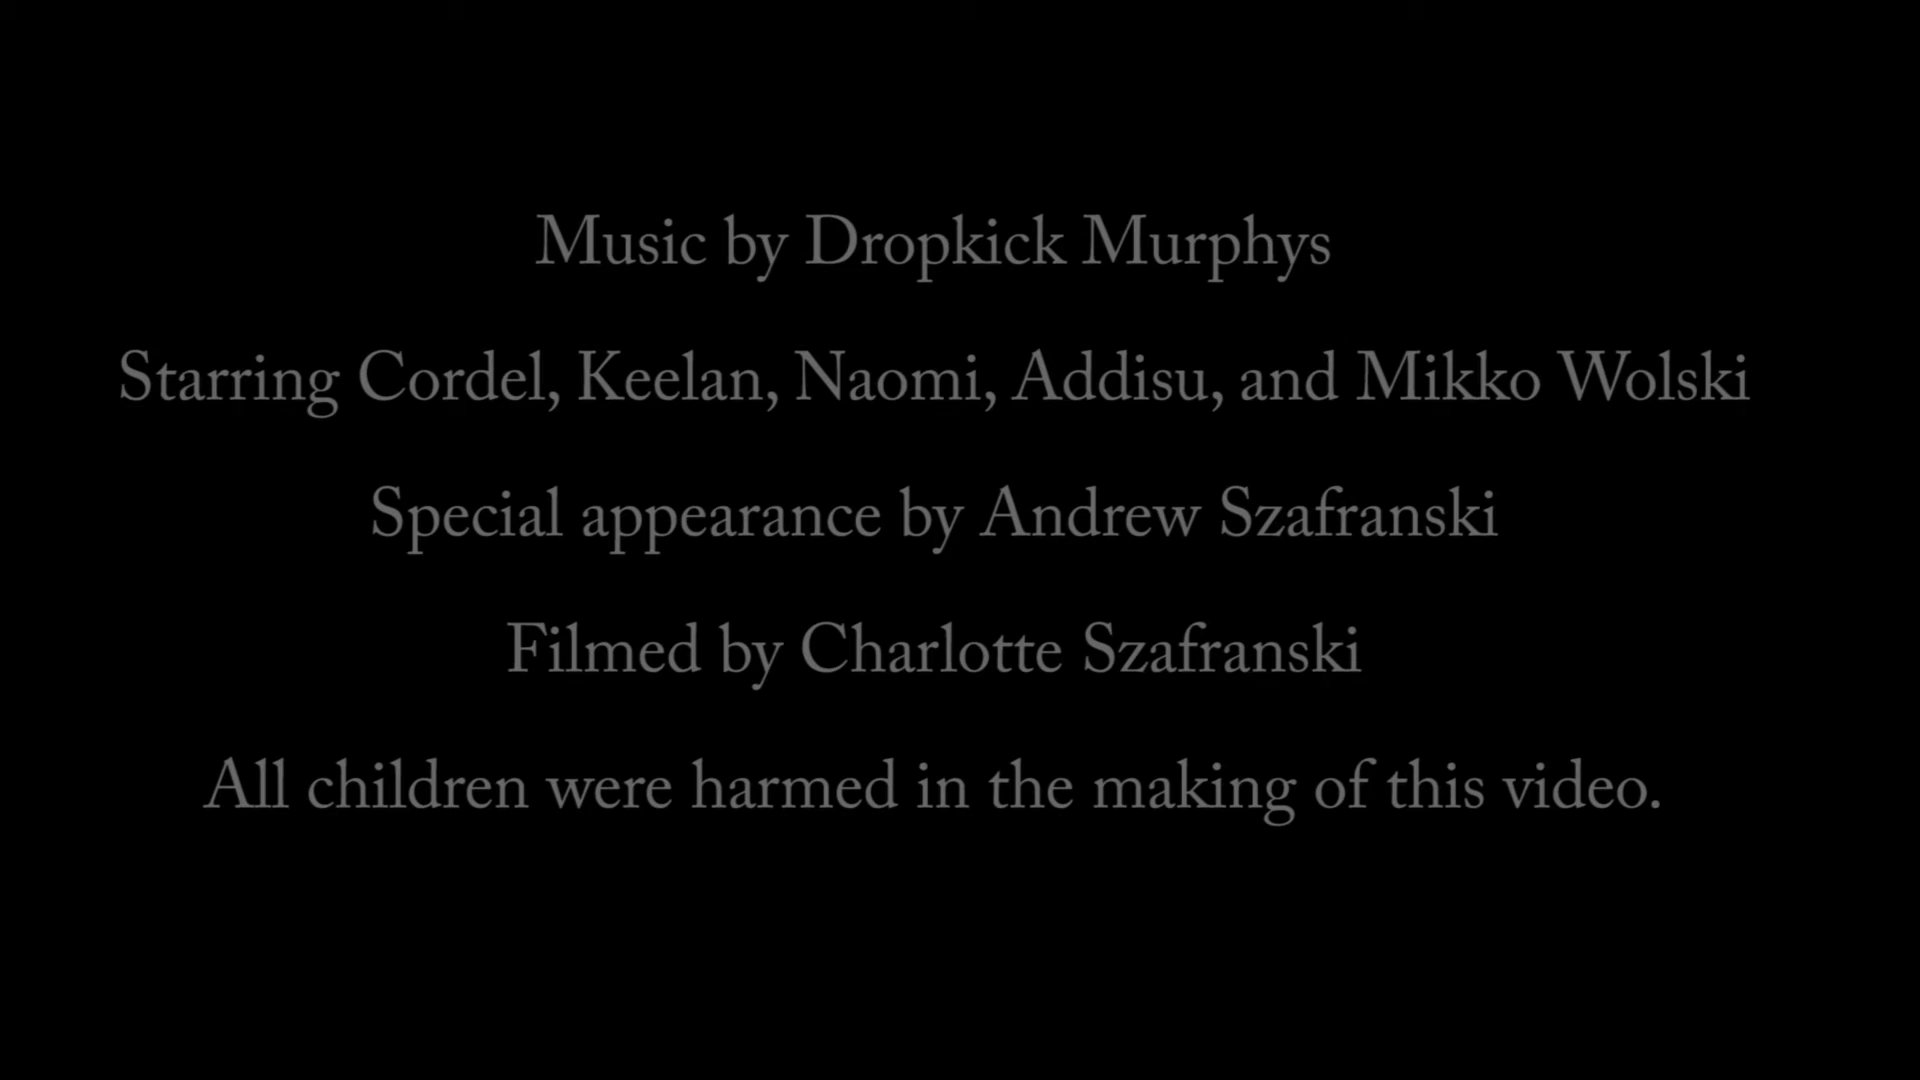 Music by Dropkick Murphys
Starring Cordel, Keelan, Naomi, Addisu, and Mikko Wolski
Special appearance by Andrew Szafranski
Filmed by Charlotte Szafranski
All children were harmed in the making of this video.